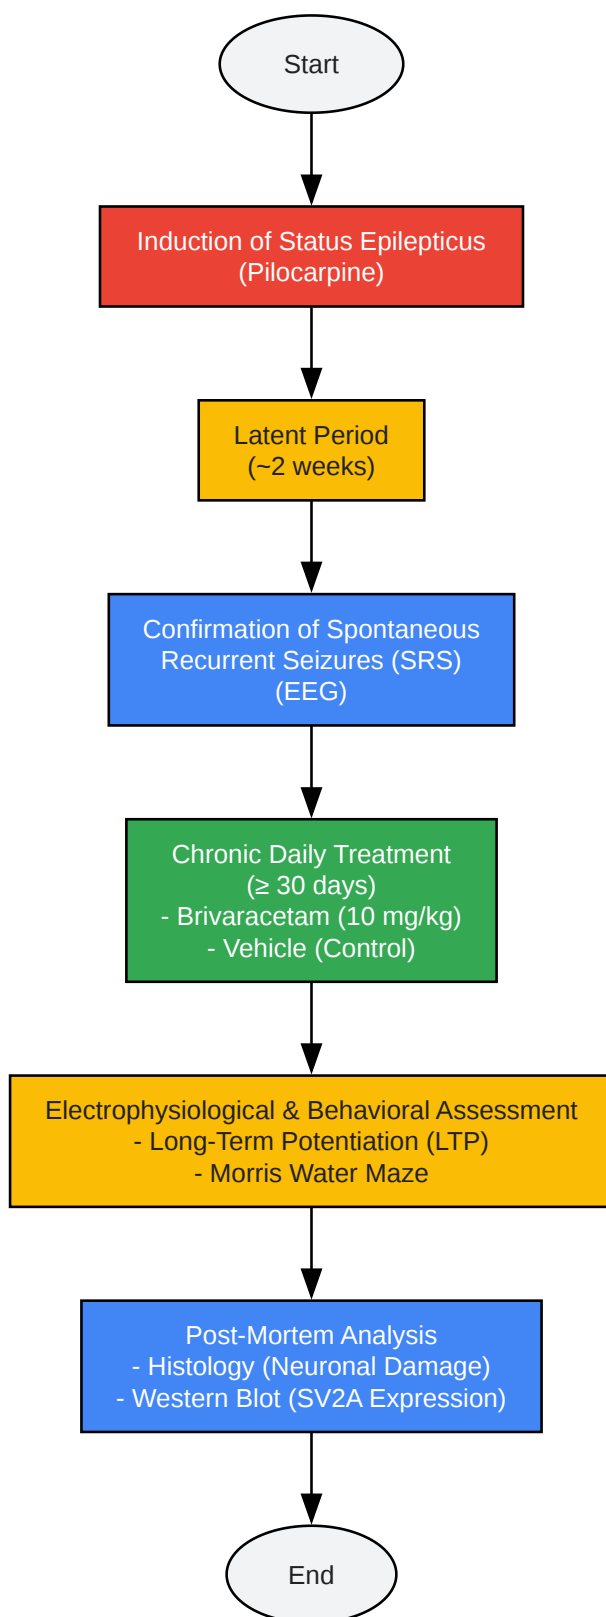 Start
Induction of Status Epilepticus
(Pilocarpine)
Latent Period
(~2 weeks)
Confirmation of Spontaneous
Recurrent Seizures (SRS)
(EEG)
Chronic Daily Treatment
(≥ 30 days)
- Brivaracetam (10 mg/kg)
- Vehicle (Control)
Electrophysiological & Behavioral Assessment
- Long-Term Potentiation (LTP)
- Morris Water Maze
Post-Mortem Analysis
- Histology (Neuronal Damage)
- Western Blot (SV2A Expression)
End